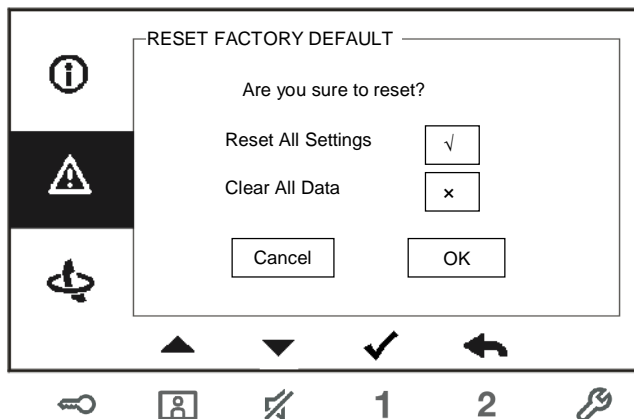 RESET FACTORY DEFAULT
Are you sure to reset?
Reset All Settings √
Clear All Data ×
Cancel OK
1 2